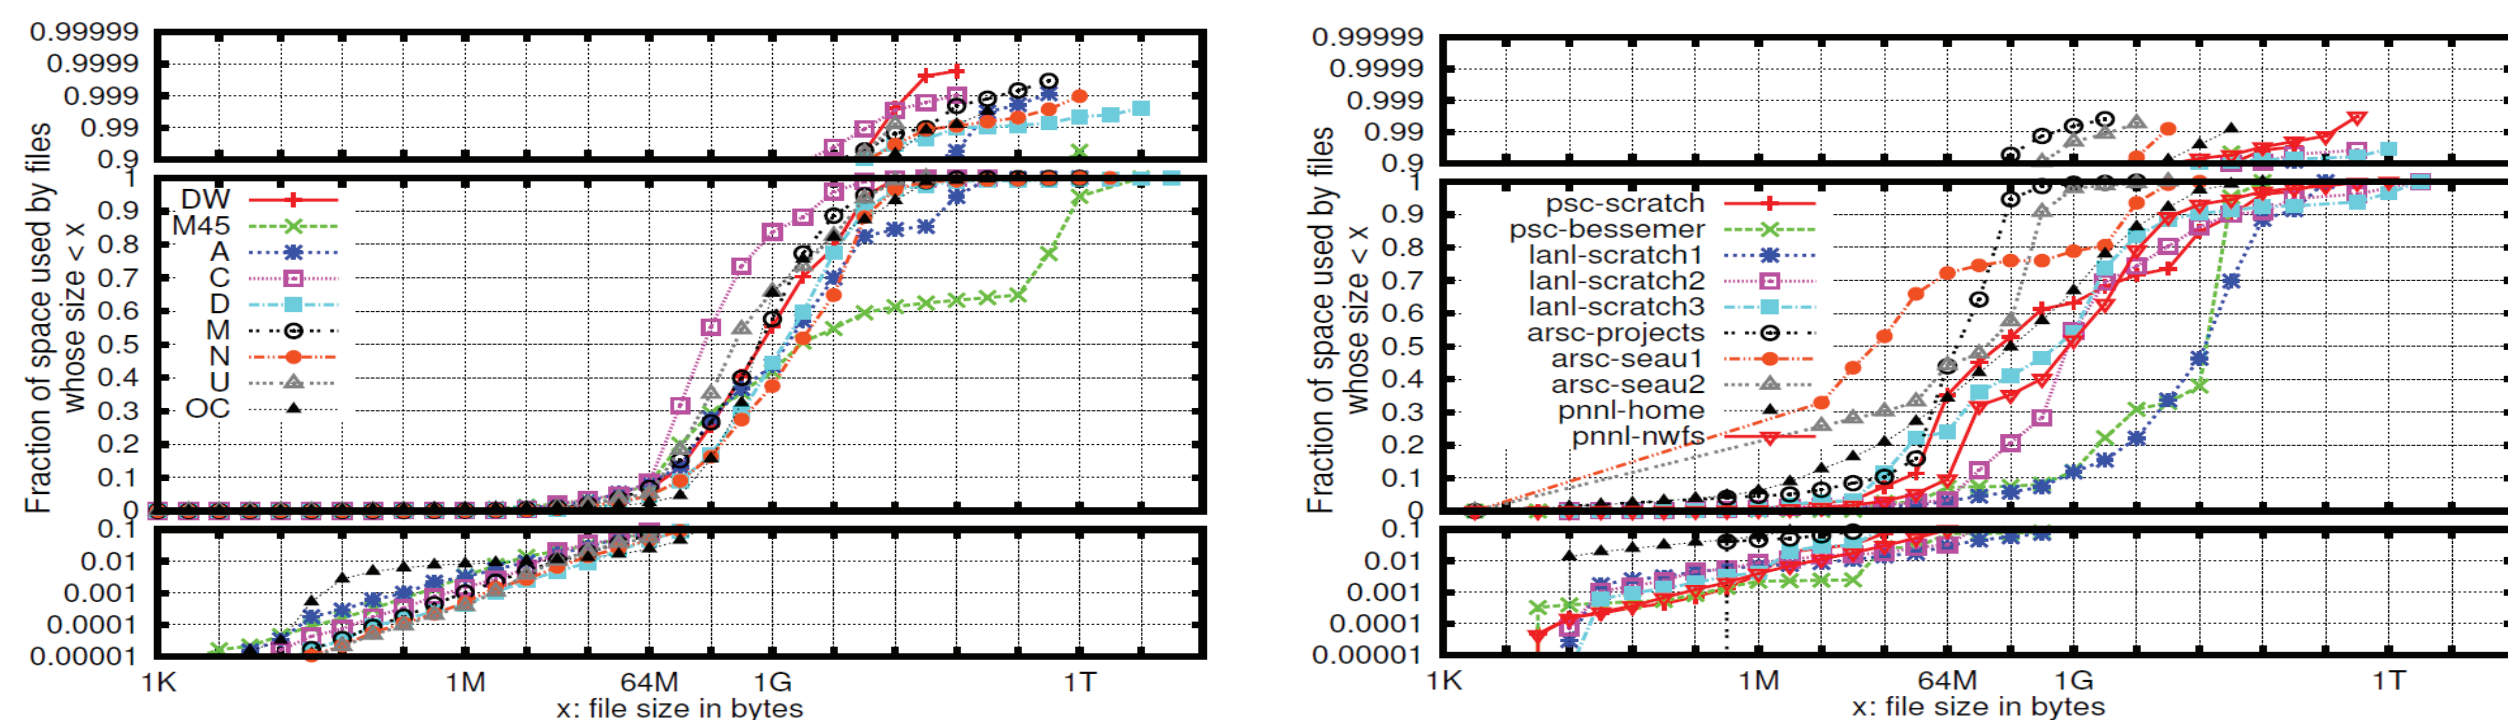 Fraction of space used by files
whose size < x
0.99999
0.9999
0.999
0.99
0.9
1
0.9
0.8
0.7
0.6
0.5
0.4
0.3
0.2
0.1
0
0.1
0.01
0.001
0.0001
0.00001
DW
M45
A
C
D
M
N
U
OC
1K 1M 64M 1G 1T
x: file size in bytes
Fraction of space used by files
whose size < x
0.99999
0.9999
0.999
0.99
0.9
1
0.9
0.8
0.7
0.6
0.5
0.4
0.3
0.2
0.1
0
0.1
0.01
0.001
0.0001
0.00001
psc-scratch
psc-bessemer
lanl-scratch1
lanl-scratch2
lanl-scratch3
arsc-projects
arsc-seau1
arsc-seau2
pnnl-home
pnnl-nwfs
1K 1M 64M 1G 1T
x: file size in bytes